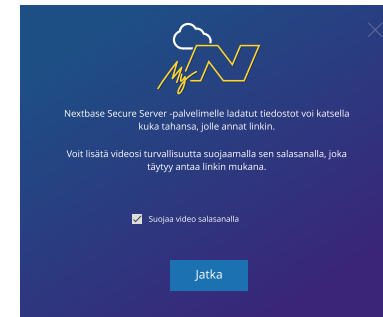 My N
Nextbase Secure Server -palvelimelle ladatut tiedostot voi katsella
kuka tahansa, jolle annat linkin.
Voit lisätä videosi turvallisuutta suojaamalla sen salasanalla, joka
täytyy antaa linkin mukana.
Suojaa video salasanalla
Jatka